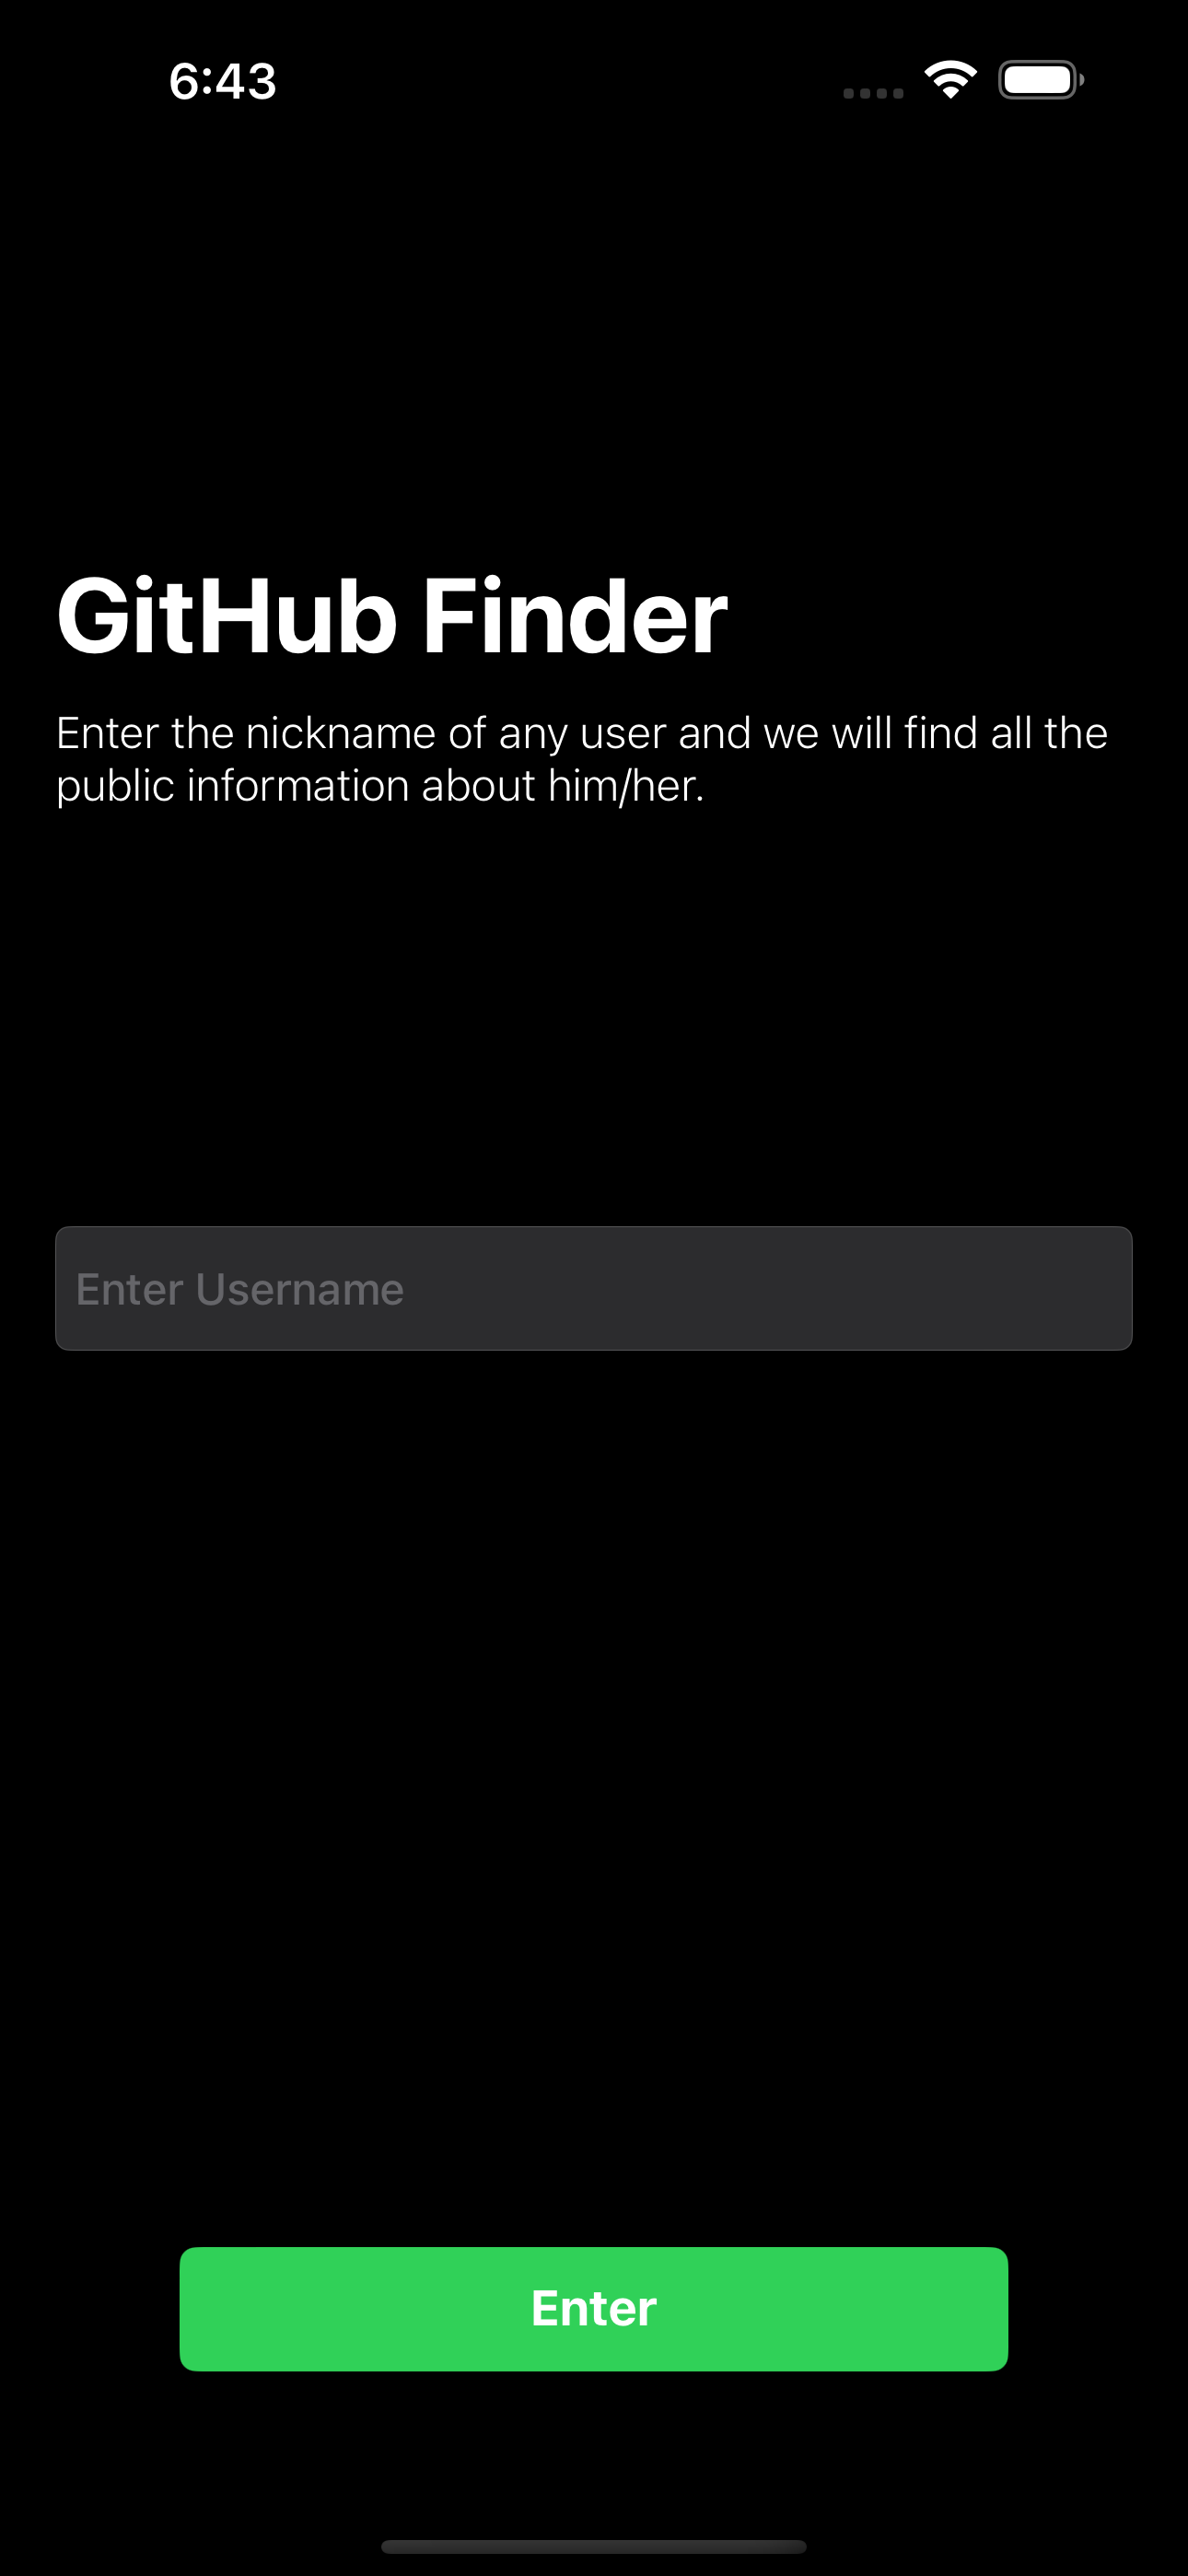 6:43
GitHub Finder
Enter the nickname of any user and we will find all the
public information about him/her.
Enter Username
Enter